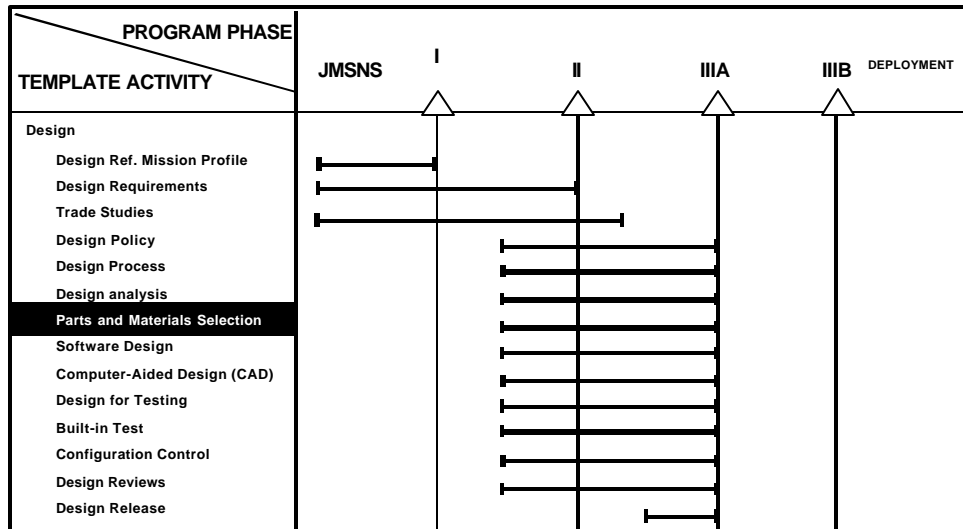 PROGRAM PHASE
TEMPLATE ACTIVITY
JMSNS
I
II
IIIA
IIIB
DEPLOYMENT
Design
Design Ref. Mission Profile
Design Requirements
Trade Studies
Design Policy
Design Process
Design analysis
Parts and Materials Selection
Software Design
Computer-Aided Design (CAD)
Design for Testing
Built-in Test
Configuration Control
Design Reviews
Design Release